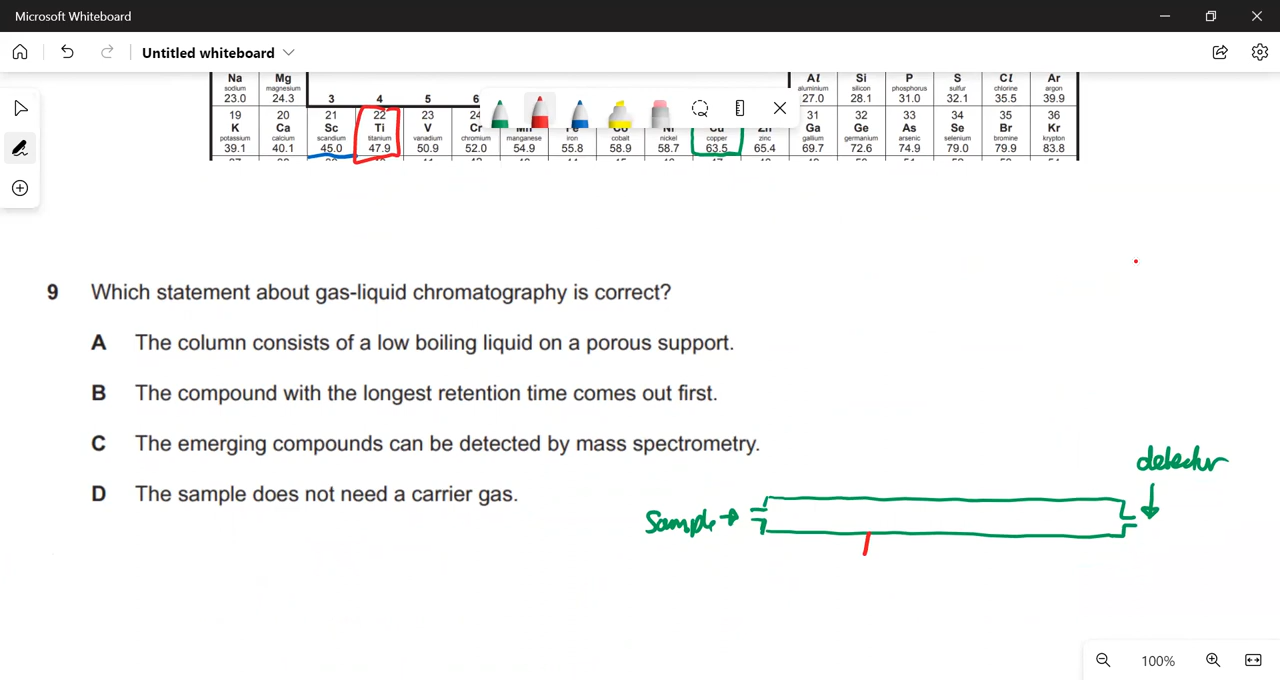 Microsoft Whiteboard
Untitled whiteboard
Na Mg Al Si P S Cl Ar
sodium magnesium aluminium silicon phosphorus sulfur chlorine argon
23.0 24.3 3 4 5 6 27.0 28.1 31.0 32.1 35.5 39.9
19 20 21 22 23 24 31 32 33 34 35 36
K Ca Sc Ti V Cr Mn Fe Co Ni Cu Zn Ga Ge As Se Br Kr
potassium calcium scandium titanium vanadium chromium manganese iron cobalt nickel copper zinc gallium germanium arsenic selenium bromine krypton
39.1 40.1 45.0 47.9 50.9 52.0 54.9 55.8 58.9 58.7 63.5 65.4 69.7 72.6 74.9 79.0 79.9 83.8
9 Which statement about gas-liquid chromatography is correct?
A The column consists of a low boiling liquid on a porous support.
B The compound with the longest retention time comes out first.
C The emerging compounds can be detected by mass spectrometry.
D The sample does not need a carrier gas.
detector
Sample
100%